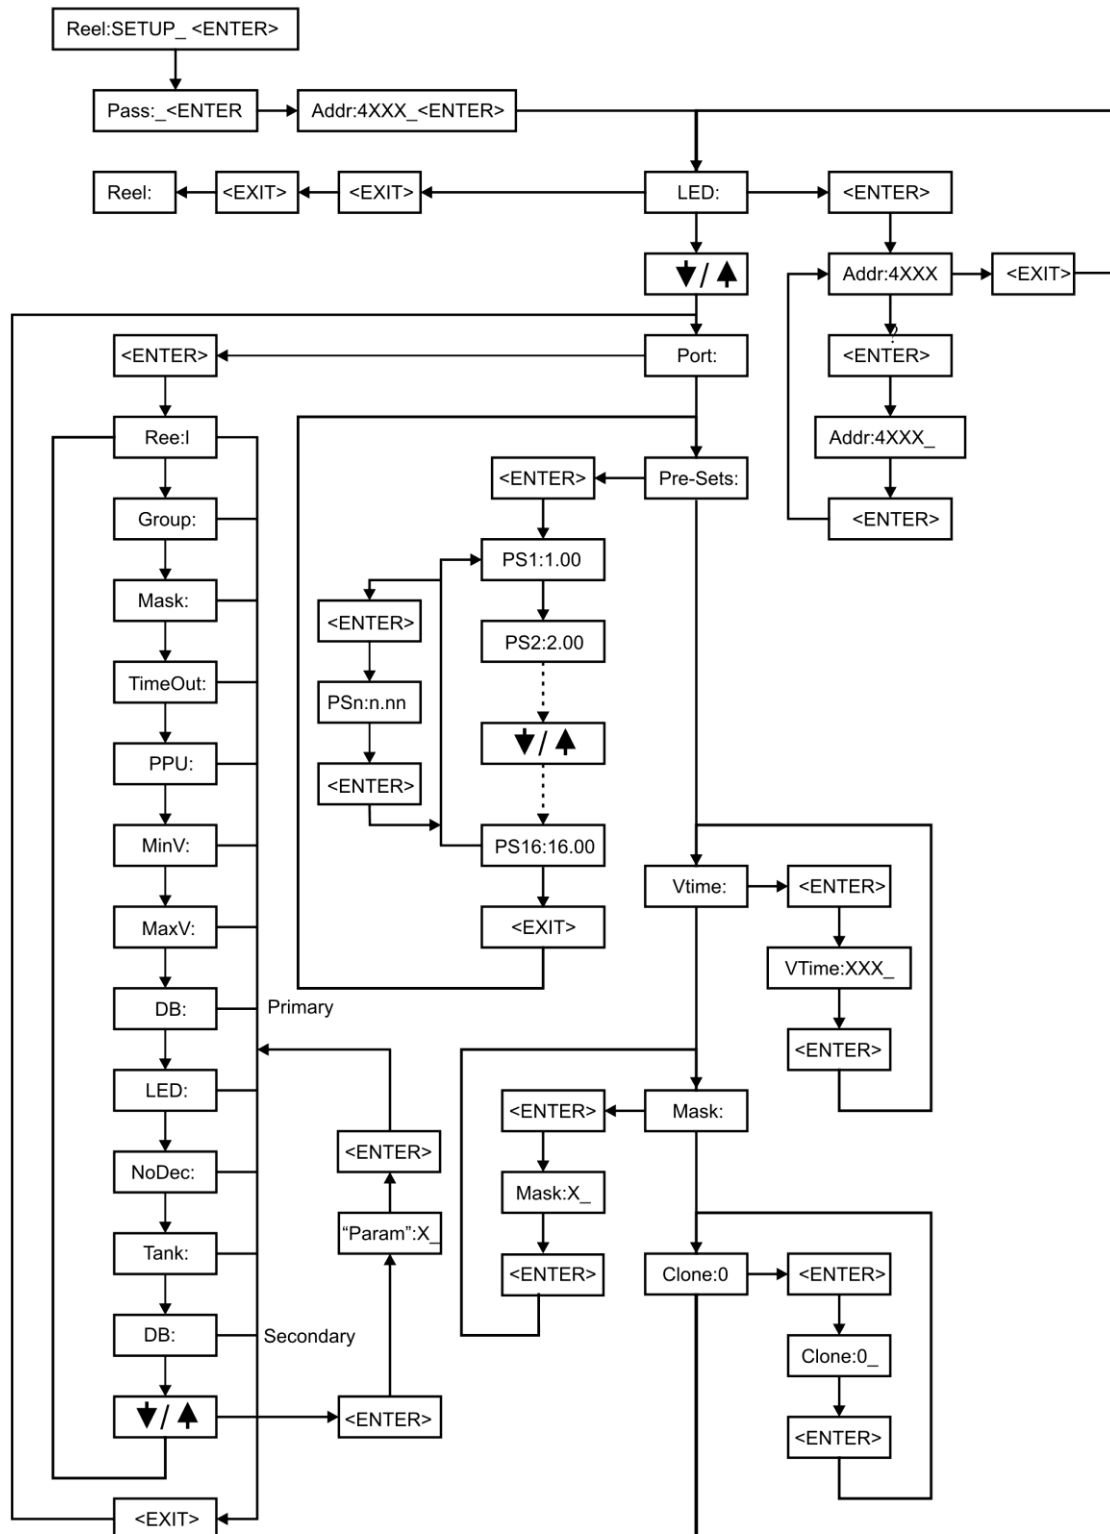 Reel:SETUP_ <ENTER>
Pass:_<ENTER
Addr:4XXX_<ENTER>
Reel:
<EXIT>
<EXIT>
LED:
<ENTER>
/
Addr:4XXX
<EXIT>
<ENTER>
Port:
<ENTER>
Ree:l
Addr:4XXX_
<ENTER>
Pre-Sets:
Group:
<ENTER>
PS1:1.00
Mask:
<ENTER>
PS2:2.00
TimeOut:
PSn:n.nn
PPU:
/
<ENTER>
MinV:
PS16:16.00
Vtime:
<ENTER>
MaxV:
<EXIT>
VTime:XXX_
DB:
Primary
<ENTER>
LED:
<ENTER>
Mask:
<ENTER>
NoDec:
Mask:X_
“Param”:X_
Tank:
<ENTER>
Clone:0
<ENTER>
DB:
Secondary
Clone:0_
/
<ENTER>
<ENTER>
<EXIT>